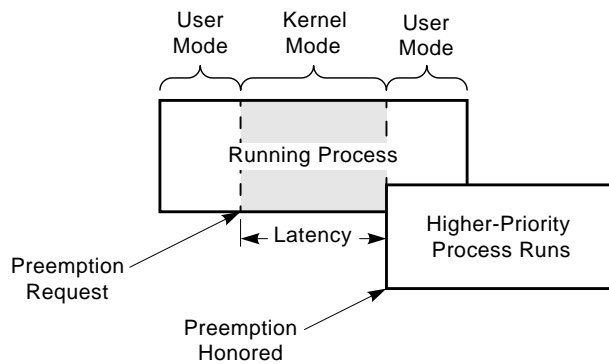 User
Mode
Kernel
Mode
User
Mode
Running Process
Latency
Higher-Priority
Process Runs
Preemption
Request
Preemption
Honored